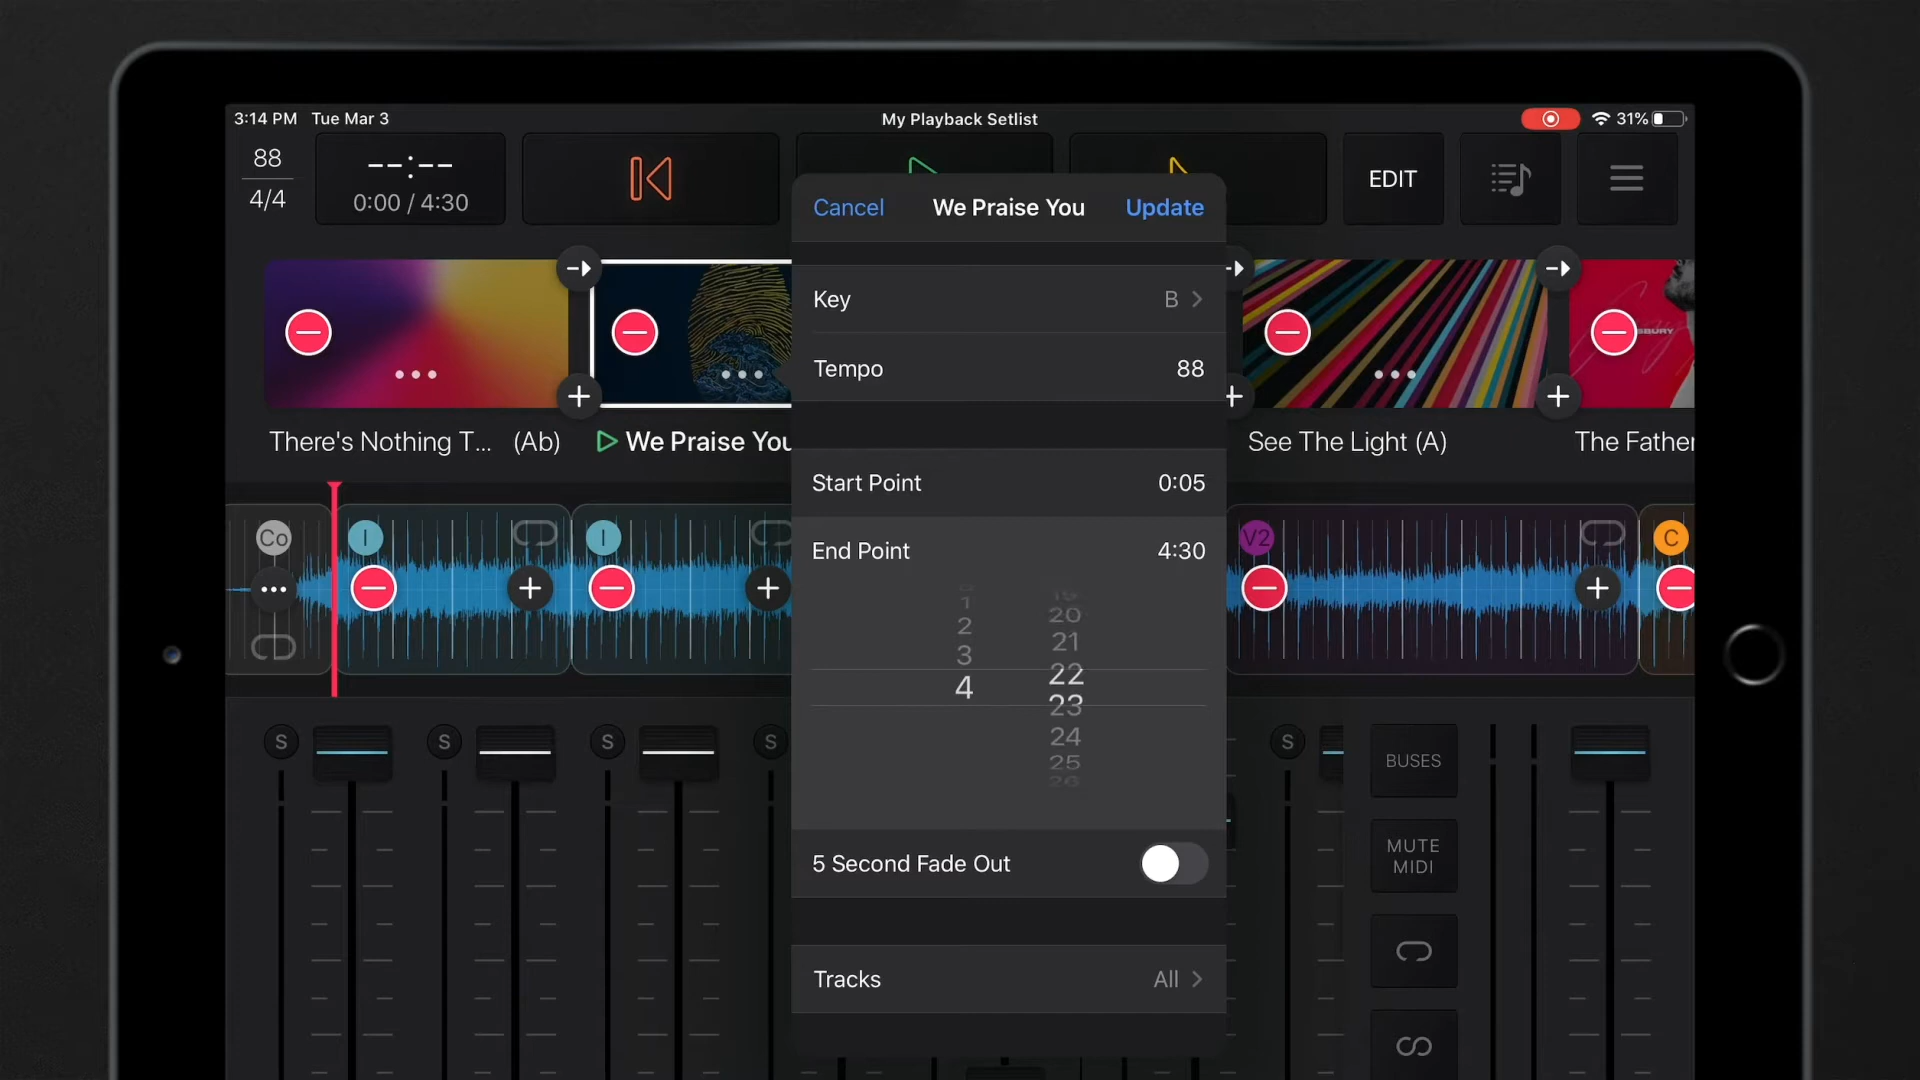 3:14 PM Tue Mar 3
My Playback Setlist
31%
88
4/4
--:--
0:00 / 4:30
EDIT
Cancel
We Praise You
Update
Key B
Tempo 88
Start Point 0:05
End Point 4:30
1
2
3
4
19
20
21
22
23
24
25
26
5 Second Fade Out
Tracks All
There's Nothing T... (Ab)
We Praise You
See The Light (A)
The Father
SBURY
Co
I
I
V2
C
S
S
S
S
S
BUSES
MUTE
MIDI